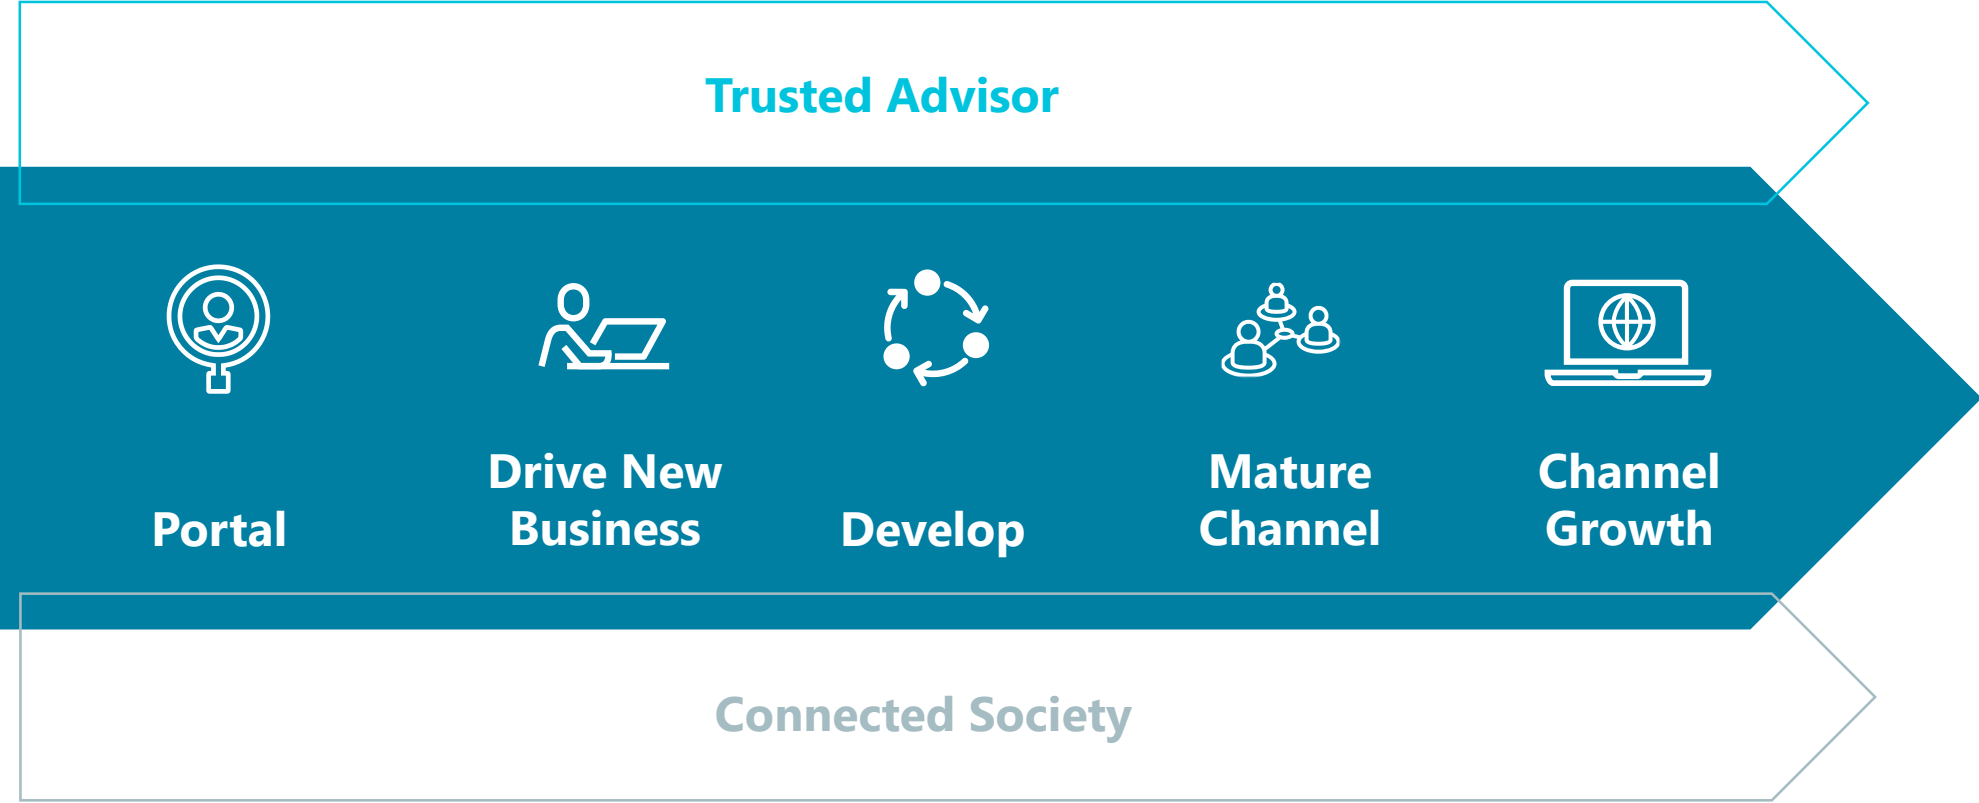 Trusted Advisor
Portal
Drive New
Business
Develop
Mature
Channel
Channel
Growth
Connected Society